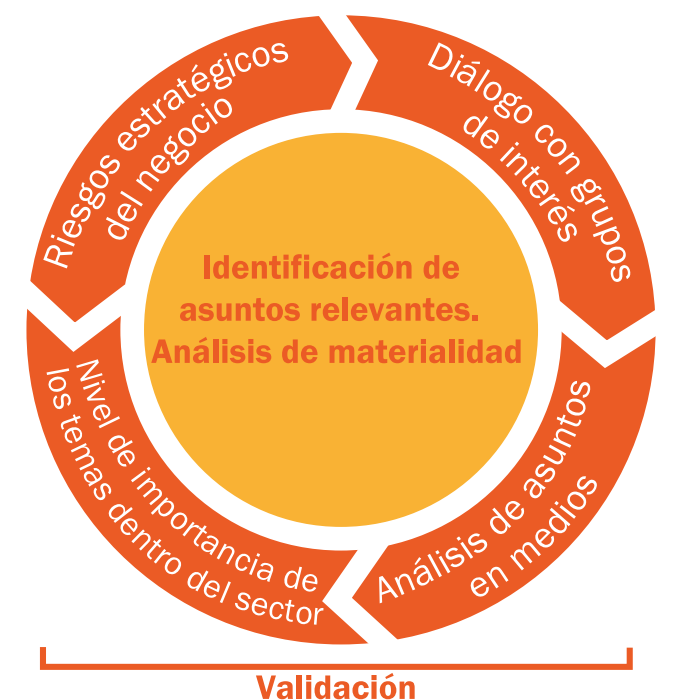 Riesgos estratégicos
del negocio
Diálogo con grupos
de interés
Identificación de
asuntos relevantes.
Análisis de materialidad
Nivel de importancia de
los temas dentro del sector
Análisis de asuntos
en medios
Validación